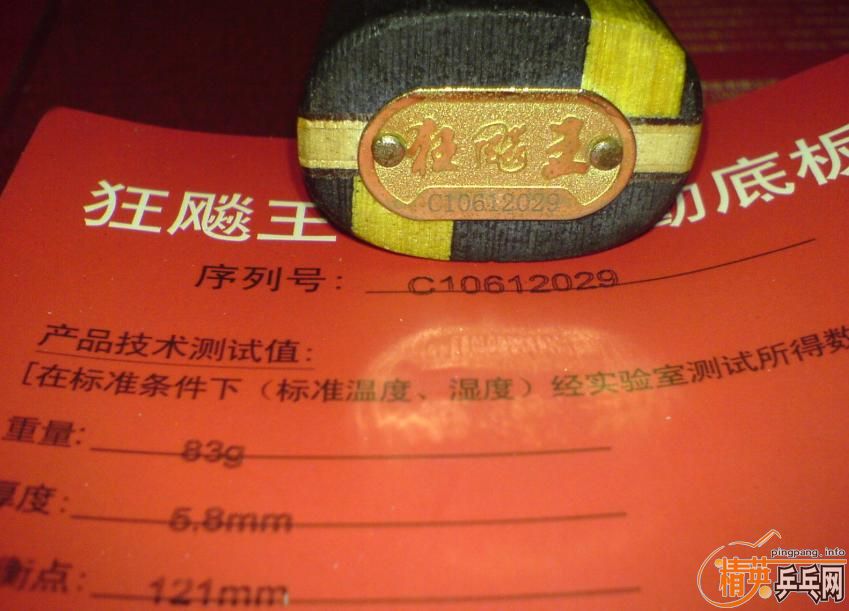 狂飚王
C10612029
狂飚王 动底板
序列号： C10612029
产品技术测试值：
[在标准条件下（标准温度、湿度）经实验室测试所得数
重量： 83g
厚度： 5.8mm
衡点： 121mm
pingpang.info
精英乒乓网